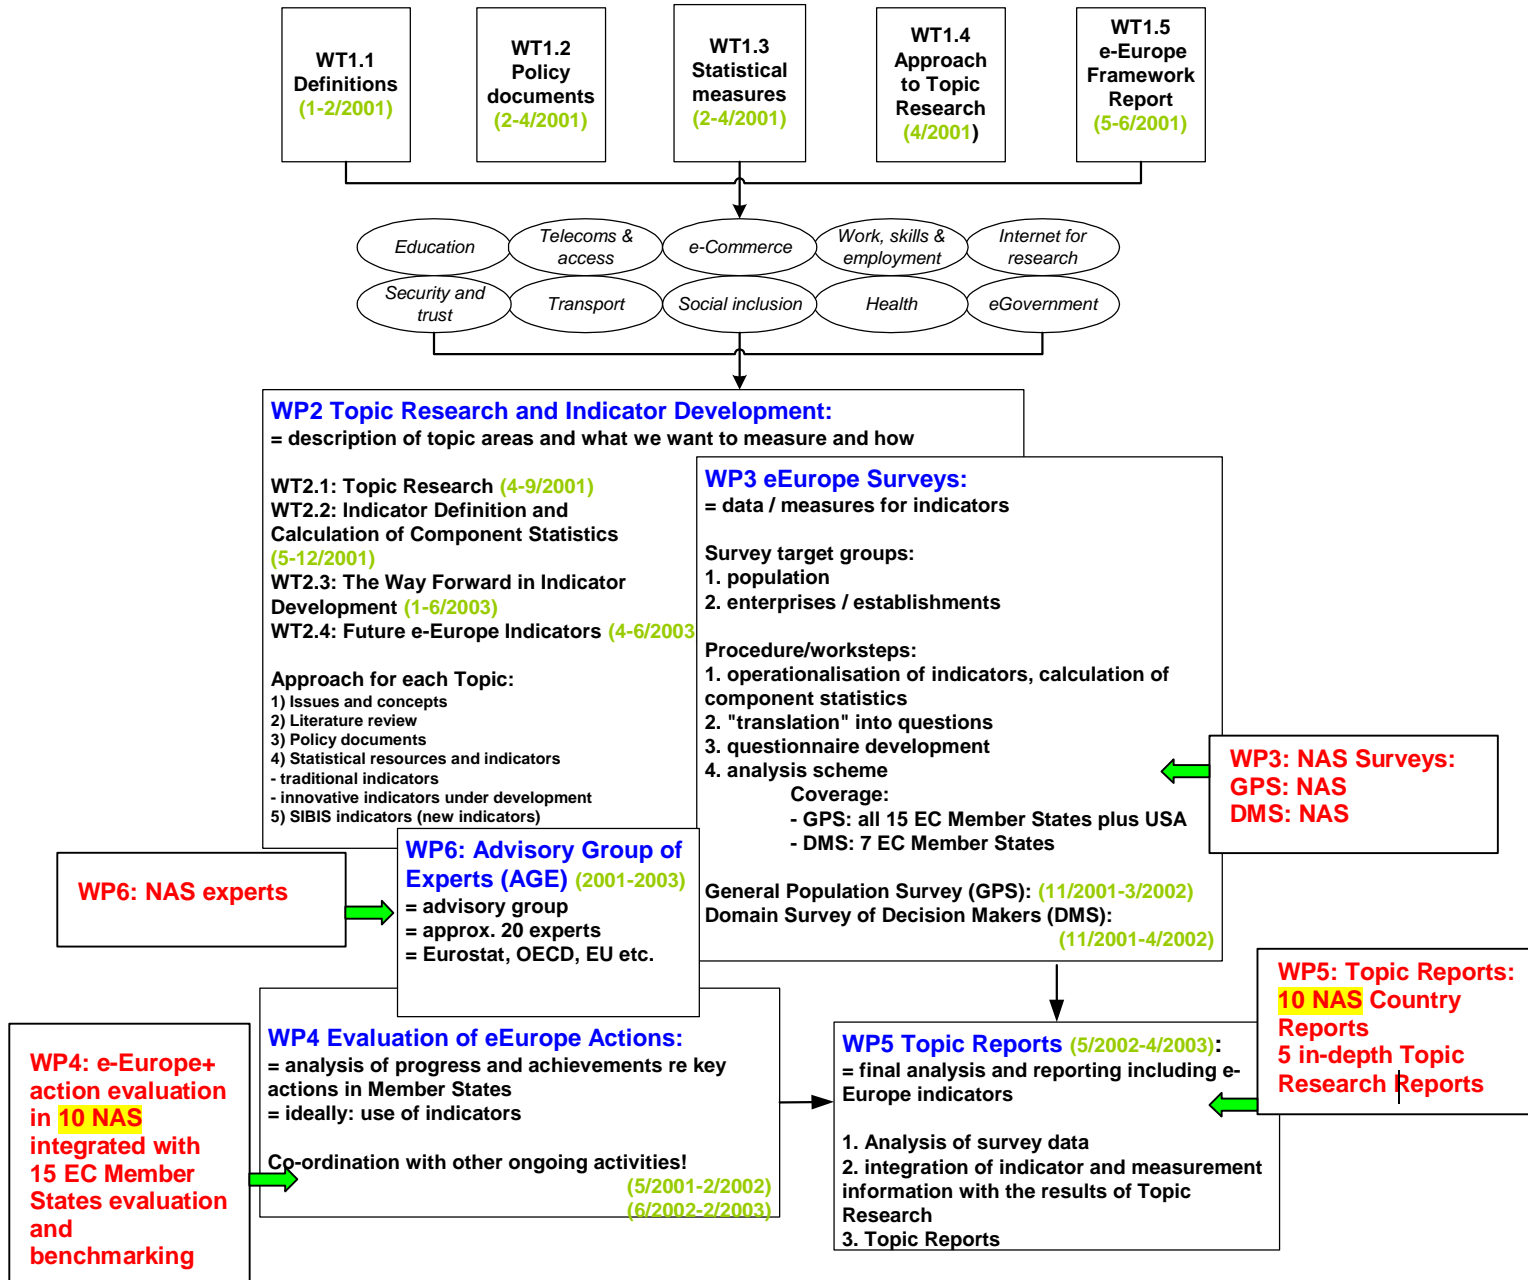 WT1.1
Definitions
(1-2/2001)
WT1.2
Policy
documents
(2-4/2001)
WT1.3
Statistical
measures
(2-4/2001)
WT1.4
Approach
to Topic
Research
(4/2001)
WT1.5
e-Europe
Framework
Report
(5-6/2001)
Education
Telecoms &
access
e-Commerce
Work, skills &
employment
Internet for
research
Security and
trust
Transport
Social inclusion
Health
eGovernment
WP2 Topic Research and Indicator Development:
= description of topic areas and what we want to measure and how
WT2.1: Topic Research (4-9/2001)
WT2.2: Indicator Definition and
Calculation of Component Statistics
(5-12/2001)
WT2.3: The Way Forward in Indicator
Development (1-6/2003)
WT2.4: Future e-Europe Indicators (4-6/2003
Approach for each Topic:
1) Issues and concepts
2) Literature review
3) Policy documents
4) Statistical resources and indicators
- traditional indicators
- innovative indicators under development
5) SIBIS indicators (new indicators)
WP3 eEurope Surveys:
= data / measures for indicators
Survey target groups:
1. population
2. enterprises / establishments
Procedure/worksteps:
1. operationalisation of indicators, calculation of
component statistics
2. "translation" into questions
3. questionnaire development
4. analysis scheme
Coverage:
- GPS: all 15 EC Member States plus USA
- DMS: 7 EC Member States
General Population Survey (GPS): (11/2001-3/2002)
Domain Survey of Decision Makers (DMS):
(11/2001-4/2002)
WP3: NAS Surveys:
GPS: NAS
DMS: NAS
WP6: NAS experts
WP6: Advisory Group of
Experts (AGE) (2001-2003)
= advisory group
= approx. 20 experts
= Eurostat, OECD, EU etc.
WP4: e-Europe+
action evaluation
in 10 NAS
integrated with
15 EC Member
States evaluation
and
benchmarking
WP4 Evaluation of eEurope Actions:
= analysis of progress and achievements re key
actions in Member States
= ideally: use of indicators
Co-ordination with other ongoing activities!
(5/2001-2/2002)
(6/2002-2/2003)
WP5 Topic Reports (5/2002-4/2003):
= final analysis and reporting including e-
Europe indicators
1. Analysis of survey data
2. integration of indicator and measurement
information with the results of Topic
Research
3. Topic Reports
WP5: Topic Reports:
10 NAS Country
Reports
5 in-depth Topic
Research Reports